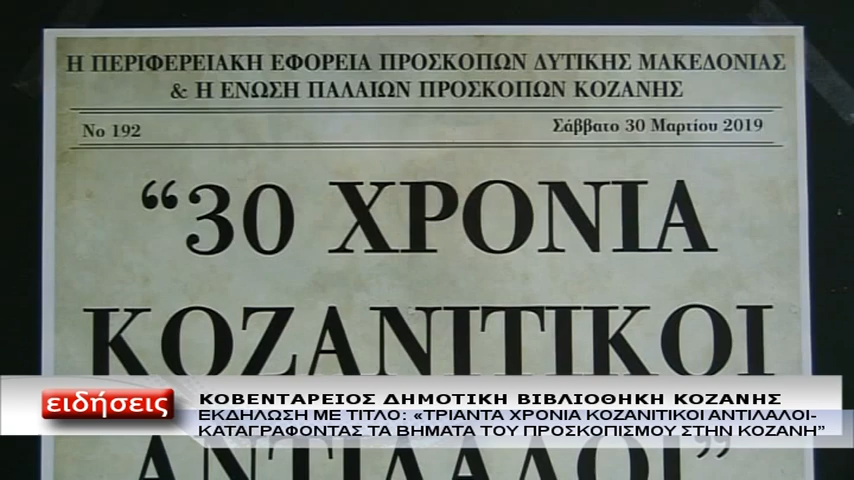 Η ΠΕΡΙΦΕΡΕΙΑΚΗ ΕΦΟΡΕΙΑ ΠΡΟΣΚΟΠΩΝ ΔΥΤΙΚΗΣ ΜΑΚΕΔΟΝΙΑΣ
& Η ΕΝΩΣΗ ΠΑΛΑΙΩΝ ΠΡΟΣΚΟΠΩΝ ΚΟΖΑΝΗΣ
Νο 192
Σάββατο 30 Μαρτίου 2019
“30 ΧΡΟΝΙΑ
ΚΟΖΑΝΙΤΙΚΟΙ
ΑΝΤΙΛΑΛΟΙ”
ειδήσεις
ΚΟΒΕΝΤΑΡΕΙΟΣ ΔΗΜΟΤΙΚΗ ΒΙΒΛΙΟΘΗΚΗ ΚΟΖΑΝΗΣ
ΕΚΔΗΛΩΣΗ ΜΕ ΤΙΤΛΟ: «ΤΡΙΑΝΤΑ ΧΡΟΝΙΑ ΚΟΖΑΝΙΤΙΚΟΙ ΑΝΤΙΛΑΛΟΙ-
ΚΑΤΑΓΡΑΦΟΝΤΑΣ ΤΑ ΒΗΜΑΤΑ ΤΟΥ ΠΡΟΣΚΟΠΙΣΜΟΥ ΣΤΗΝ ΚΟΖΑΝΗ”